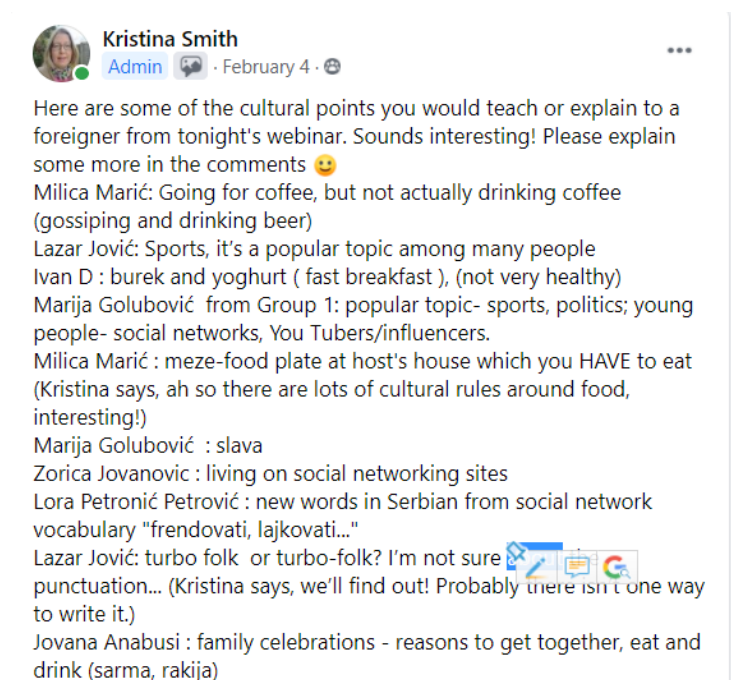 Kristina Smith
Admin · February 4 ·
Here are some of the cultural points you would teach or explain to a
foreigner from tonight's webinar. Sounds interesting! Please explain
some more in the comments 🙂
Milica Marić: Going for coffee, but not actually drinking coffee
(gossiping and drinking beer)
Lazar Jović: Sports, it's a popular topic among many people
Ivan D : burek and yoghurt ( fast breakfast ), (not very healthy)
Marija Golubović  from Group 1: popular topic- sports, politics; young
people- social networks, You Tubers/influencers.
Milica Marić : meze-food plate at host's house which you HAVE to eat
(Kristina says, ah so there are lots of cultural rules around food,
interesting!)
Marija Golubović  : slava
Zorica Jovanovic : living on social networking sites
Lora Petronić Petrović : new words in Serbian from social network
vocabulary "frendovati, lajkovati..."
Lazar Jović: turbo folk  or turbo-folk? I'm not sure
punctuation... (Kristina says, we'll find out! Probably there isn't one way
to write it.)
Jovana Anabusi : family celebrations - reasons to get together, eat and
drink (sarma, rakija)